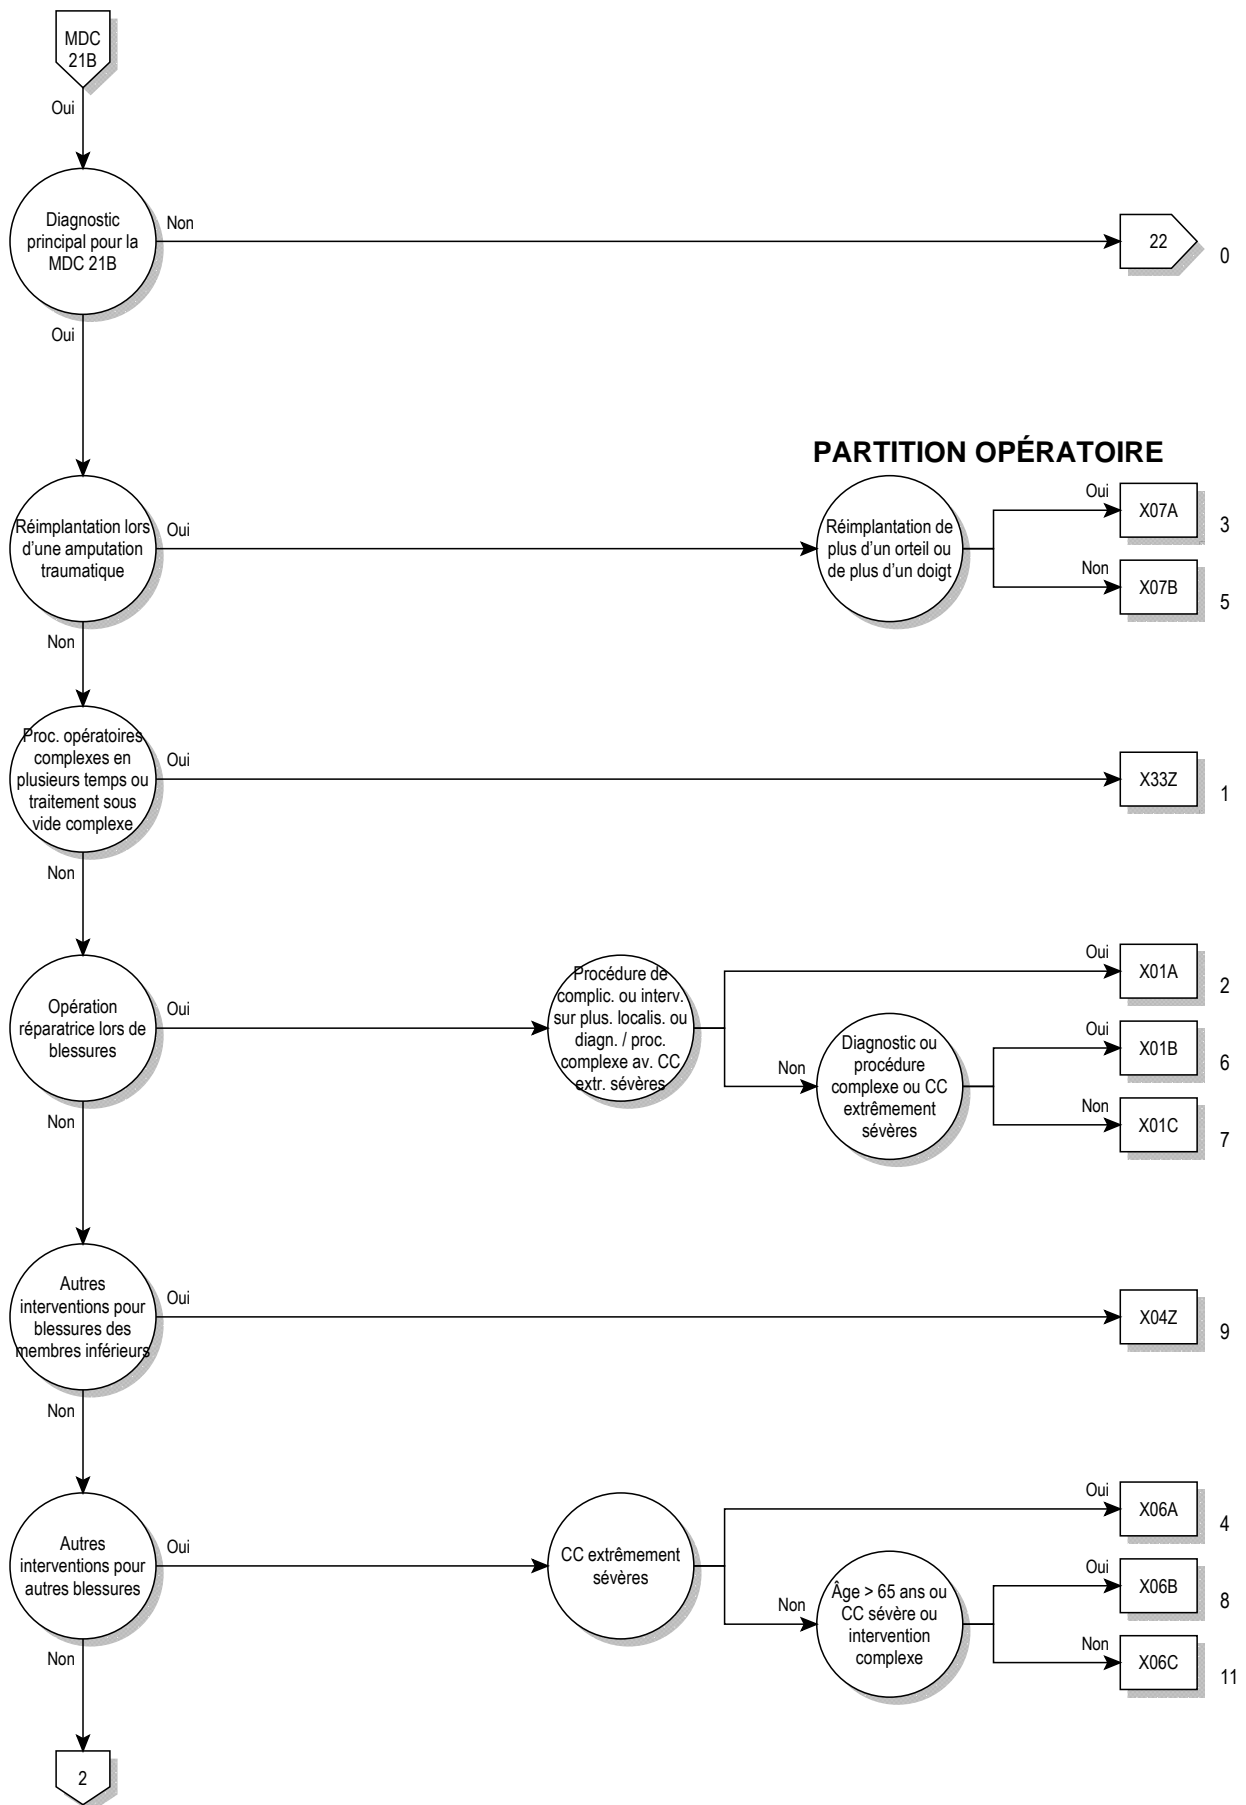 MDC
21B
Oui
Diagnostic
principal pour la
MDC 21B
Non
22
0
Oui
PARTITION OPÉRATOIRE
Réimplantation lors
d'une amputation
traumatique
Oui
Réimplantation de
plus d'un orteil ou
de plus d'un doigt
Oui
X07A
3
Non
X07B
5
Non
Proc. opératoires
complexes en
plusieurs temps ou
traitement sous
vide complexe
Oui
X33Z
1
Non
Opération
réparatrice lors de
blessures
Oui
Procédure de
complic. ou interv.
sur plus. localis. ou
diagn. / proc.
complexe av. CC
extr. sévères
Oui
X01A
2
Non
Diagnostic ou
procédure
complexe ou CC
extrêmement
sévères
Oui
X01B
6
Non
X01C
7
Non
Autres
interventions pour
blessures des
membres inférieurs
Oui
X04Z
9
Non
Autres
interventions pour
autres blessures
Oui
CC extrêmement
sévères
Oui
X06A
4
Non
Âge > 65 ans ou
CC sévère ou
intervention
complexe
Oui
X06B
8
Non
X06C
11
Non
2